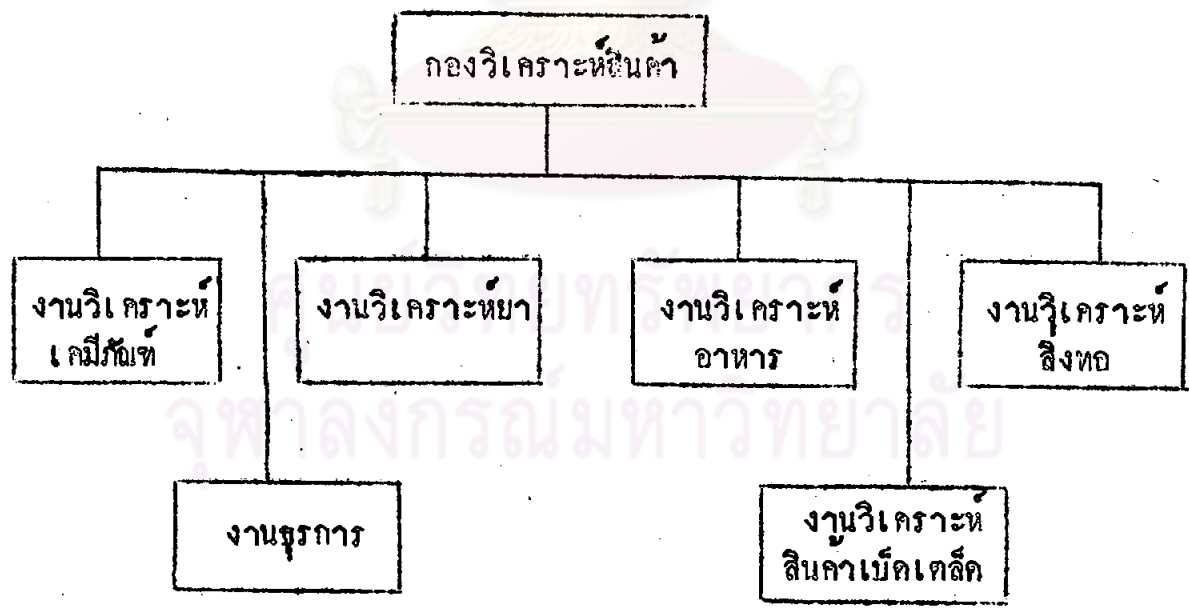 กองวิเคราะห์สินค้า
งานวิเคราะห์
เคมีภัณฑ์
งานวิเคราะห์ยา
งานวิเคราะห์
อาหาร
งานวิเคราะห์
สิ่งทอ
ศูนย์วิทยทรัพยากร
จุฬาลงกรณ์มหาวิทยาลัย
งานธุรการ
งานวิเคราะห์
สินค้าเบ็ดเตล็ด